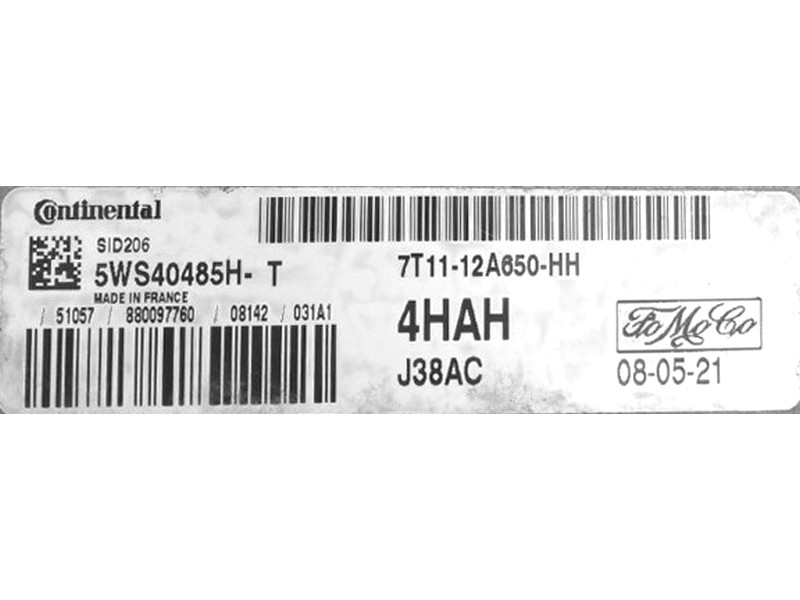 Continental
SID206
5WS40485H- T
MADE IN FRANCE
/ 51057 / 880097760 / 08142 / 031A1
7T11-12A650-HH
4HAH
J38AC
FoMoCo
08-05-21